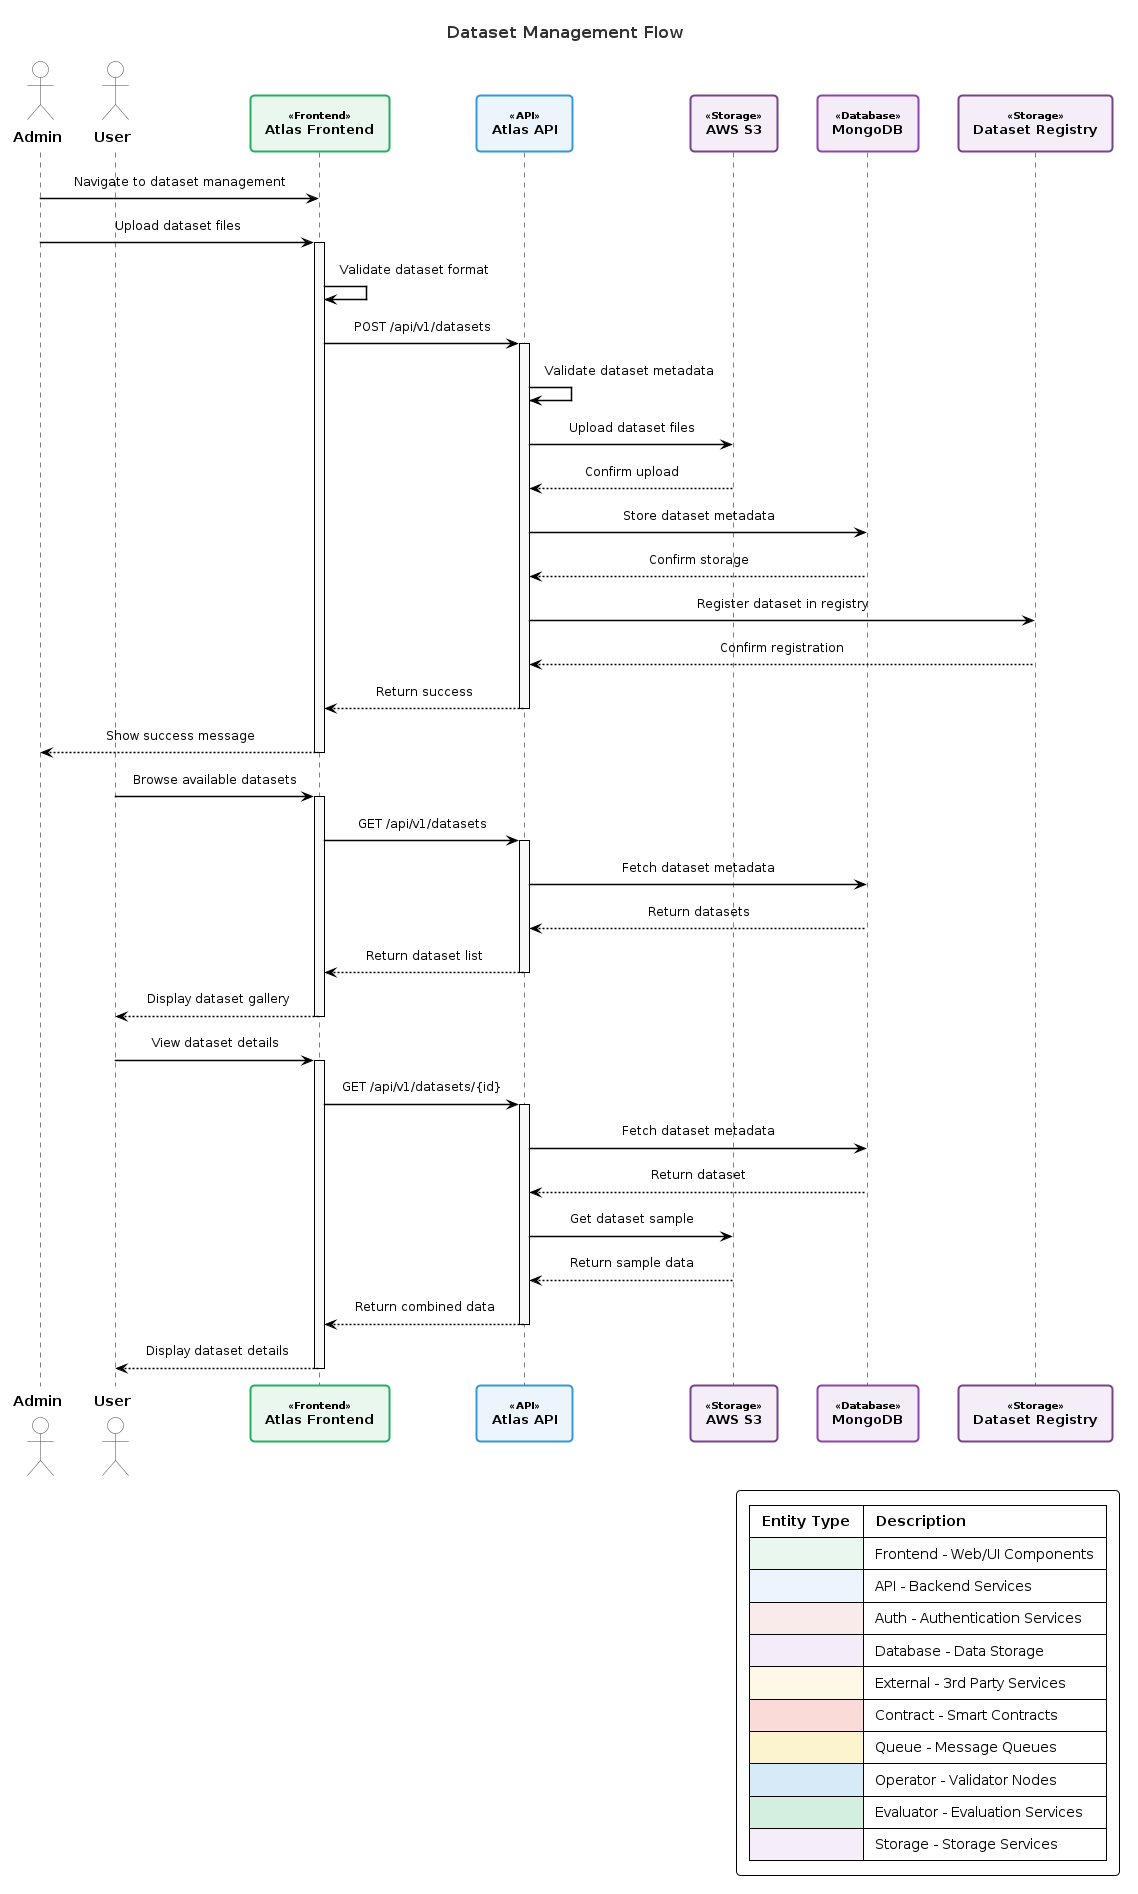 Dataset Management Flow
Admin
User
«Frontend»
Atlas Frontend
«API»
Atlas API
«Storage»
AWS S3
«Database»
MongoDB
«Storage»
Dataset Registry
Navigate to dataset management
Upload dataset files
Validate dataset format
POST /api/v1/datasets
Validate dataset metadata
Upload dataset files
Confirm upload
Store dataset metadata
Confirm storage
Register dataset in registry
Confirm registration
Return success
Show success message
Browse available datasets
GET /api/v1/datasets
Fetch dataset metadata
Return datasets
Return dataset list
Display dataset gallery
View dataset details
GET /api/v1/datasets/{id}
Fetch dataset metadata
Return dataset
Get dataset sample
Return sample data
Return combined data
Display dataset details
Admin
User
«Frontend»
Atlas Frontend
«API»
Atlas API
«Storage»
AWS S3
«Database»
MongoDB
«Storage»
Dataset Registry
Entity Type Description
Frontend - Web/UI Components
API - Backend Services
Auth - Authentication Services
Database - Data Storage
External - 3rd Party Services
Contract - Smart Contracts
Queue - Message Queues
Operator - Validator Nodes
Evaluator - Evaluation Services
Storage - Storage Services